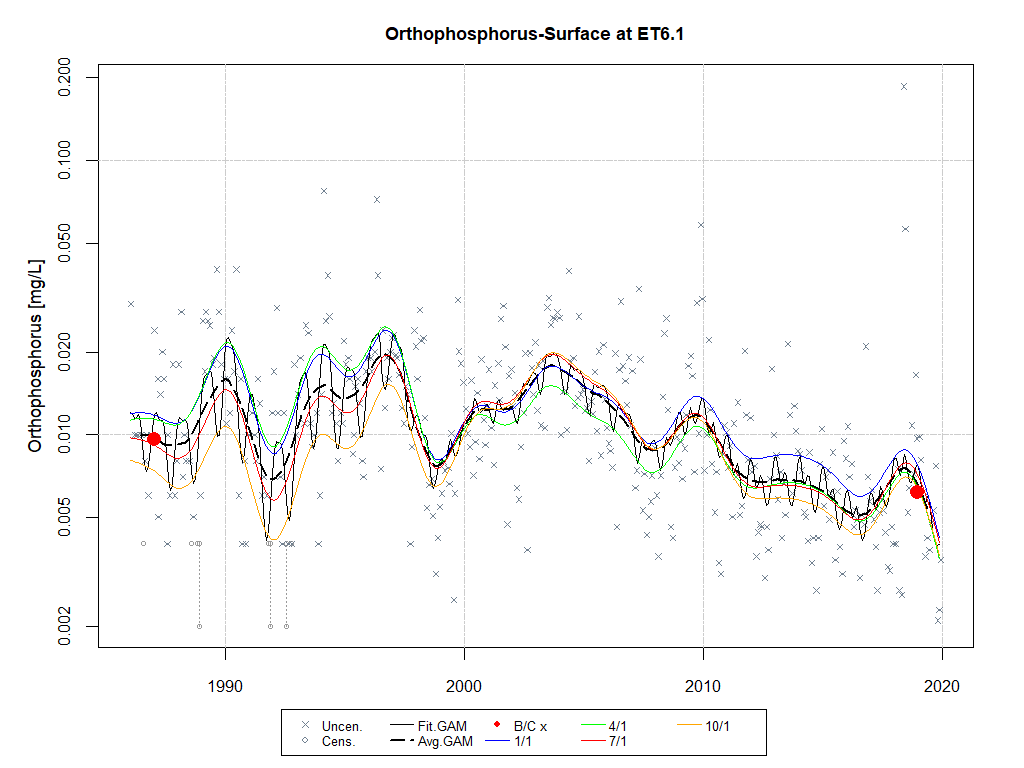 Orthophosphorus-Surface at ET6.1
Orthophosphorus [mg/L]
0.200
0.100
0.050
0.020
0.010
0.005
0.002
1990 2000 2010 2020
Uncen. Fit.GAM B/C x 4/1 10/1
Cens. Avg.GAM 1/1 7/1